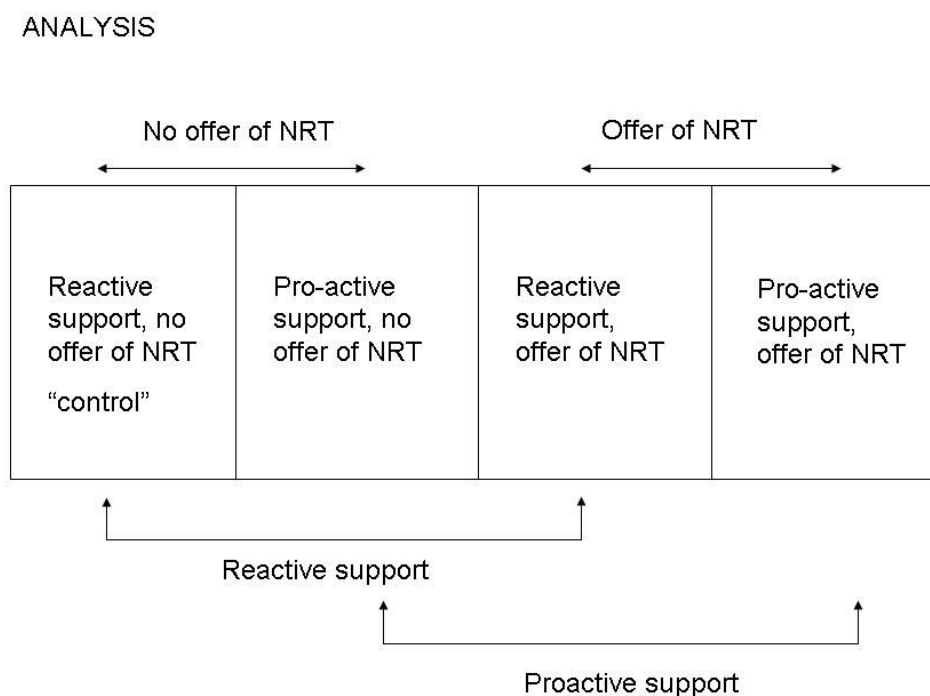 ANALYSIS
No offer of NRT
Offer of NRT
Reactive
support, no
offer of NRT
“control”
Pro-active
support, no
offer of NRT
Reactive
support,
offer of NRT
Pro-active
support,
offer of NRT
Reactive support
Proactive support